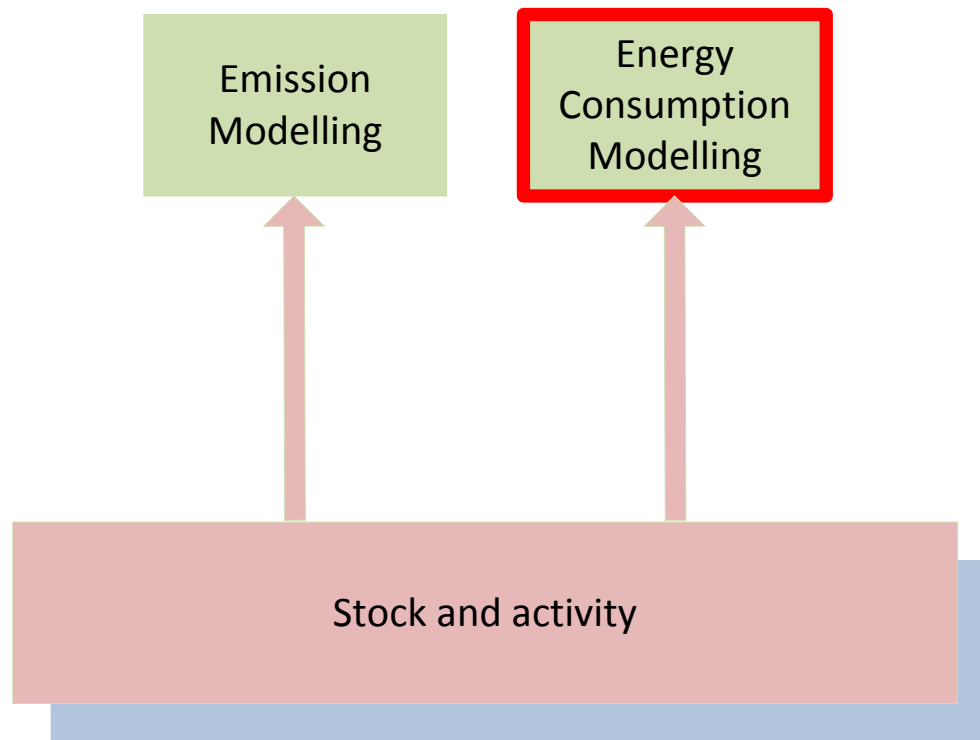 Emission
Modelling
Energy
Consumption
Modelling
Stock and activity